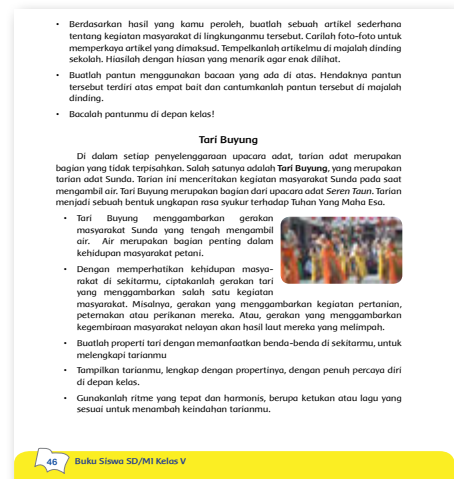 • Berdasarkan hasil yang kamu peroleh, buatlah sebuah artikel sederhana
tentang kegiatan masyarakat di lingkunganmu tersebut. Carilah foto-foto untuk
memperkaya artikel yang dimaksud. Tempelkanlah artikelmu di majalah dinding
sekolah. Hiasilah dengan hiasan yang menarik agar enak dilihat.
• Buatlah pantun menggunakan bacaan yang ada di atas. Hendaknya pantun
tersebut terdiri atas empat bait dan cantumkanlah pantun tersebut di majalah
dinding.
• Bacalah pantunmu di depan kelas!
Tari Buyung
Di dalam setiap penyelenggaraan upacara adat, tarian adat merupakan
bagian yang tidak terpisahkan. Salah satunya adalah Tari Buyung, yang merupakan
tarian adat Sunda. Tarian ini menceritakan kegiatan masyarakat Sunda pada saat
mengambil air. Tari Buyung merupakan bagian dari upacara adat Seren Taun. Tarian
menjadi sebuah bentuk ungkapan rasa syukur terhadap Tuhan Yang Maha Esa.
• Tari Buyung menggambarkan gerakan
masyarakat Sunda yang tengah mengambil
air. Air merupakan bagian penting dalam
kehidupan masyarakat petani.
• Dengan memperhatikan kehidupan masya-
rakat di sekitarmu, ciptakanlah gerakan tari
yang menggambarkan salah satu kegiatan
masyarakat. Misalnya, gerakan yang menggambarkan kegiatan pertanian,
peternakan atau perikanan mereka. Atau, gerakan yang menggambarkan
kegembiraan masyarakat nelayan akan hasil laut mereka yang melimpah.
• Buatlah properti tari dengan memanfaatkan benda-benda di sekitarmu, untuk
melengkapi tarianmu
• Tampilkan tarianmu, lengkap dengan propertinya, dengan penuh percaya diri
di depan kelas.
• Gunakanlah ritme yang tepat dan harmonis, berupa ketukan atau lagu yang
sesuai untuk menambah keindahan tarianmu.
46 Buku Siswa SD/MI Kelas V